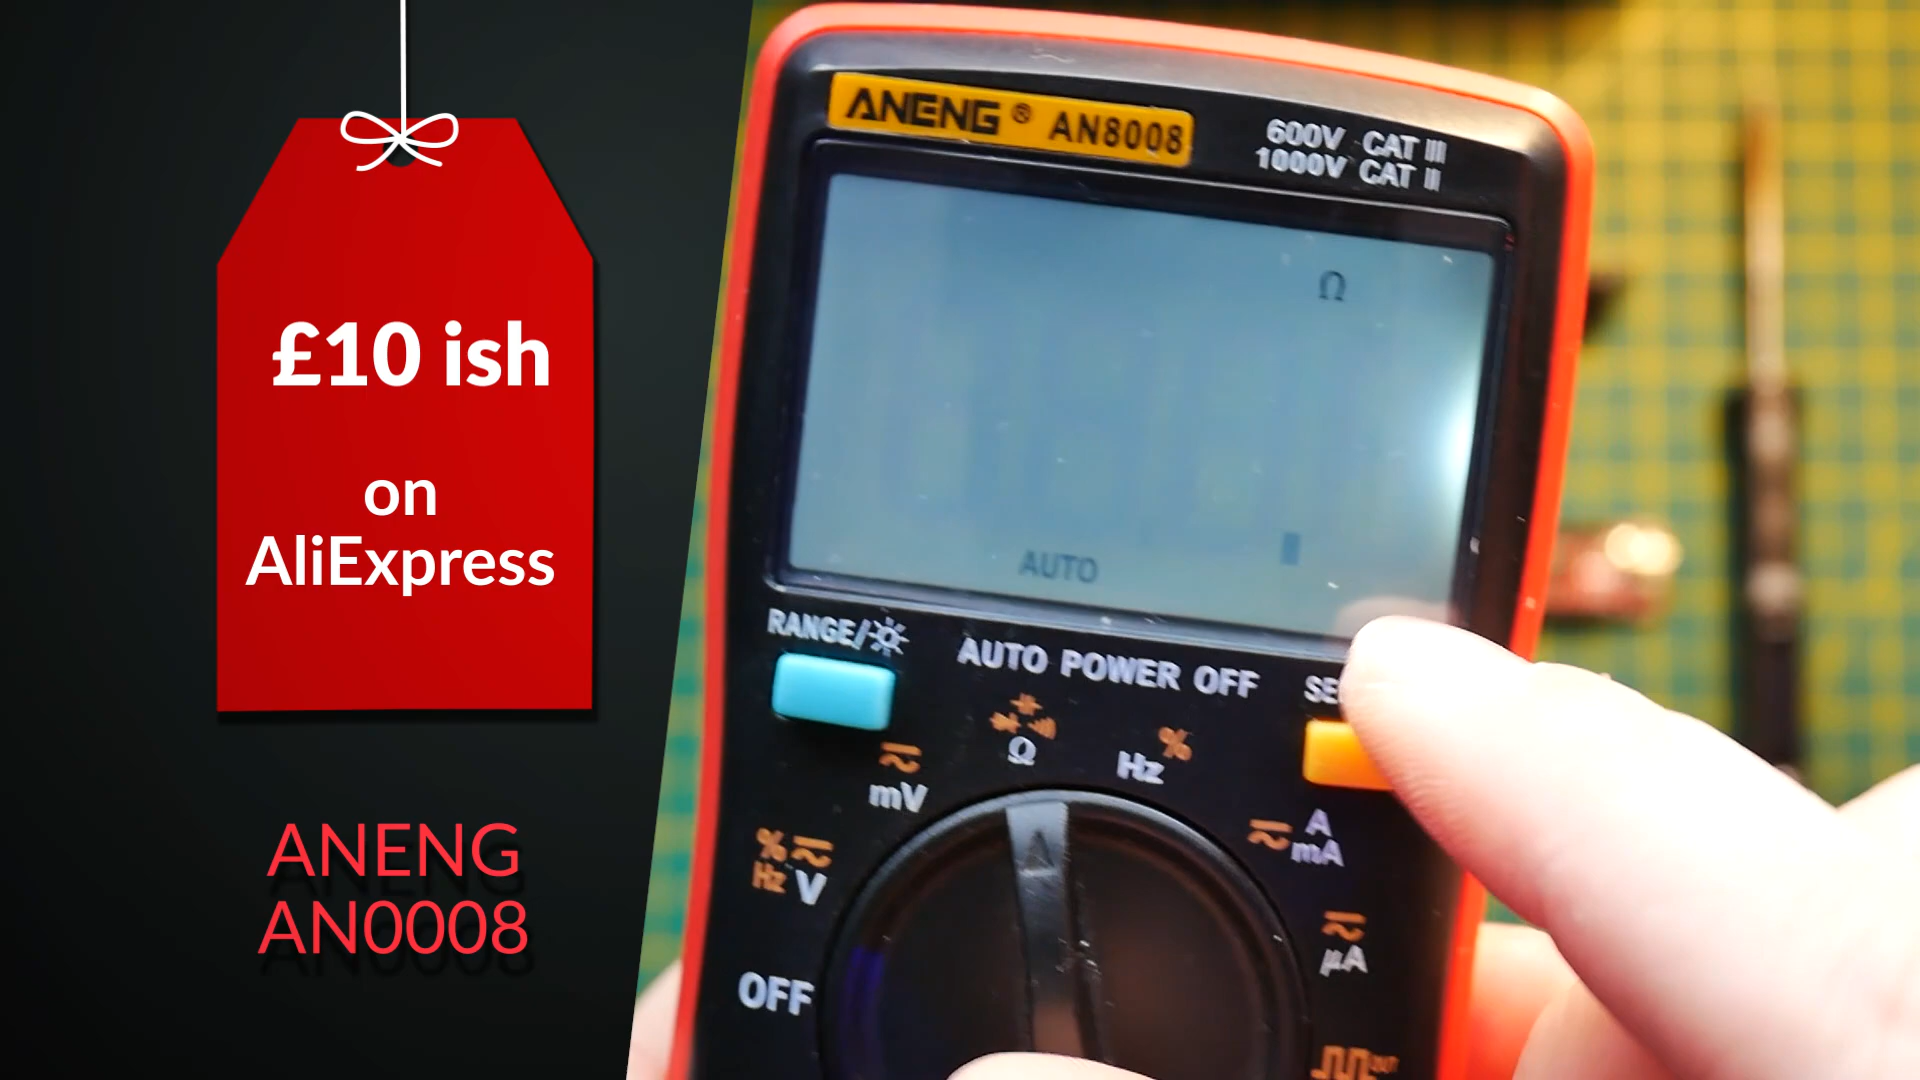 £10 ish
on
AliExpress
ANENG
AN0008
ANENG ® AN8008
600V CAT III
1000V CAT II
Ω
AUTO
RANGE/
AUTO POWER OFF
SE
Ω
Hz %
mV
A
mA
% Hz V
µA
OFF
OUT